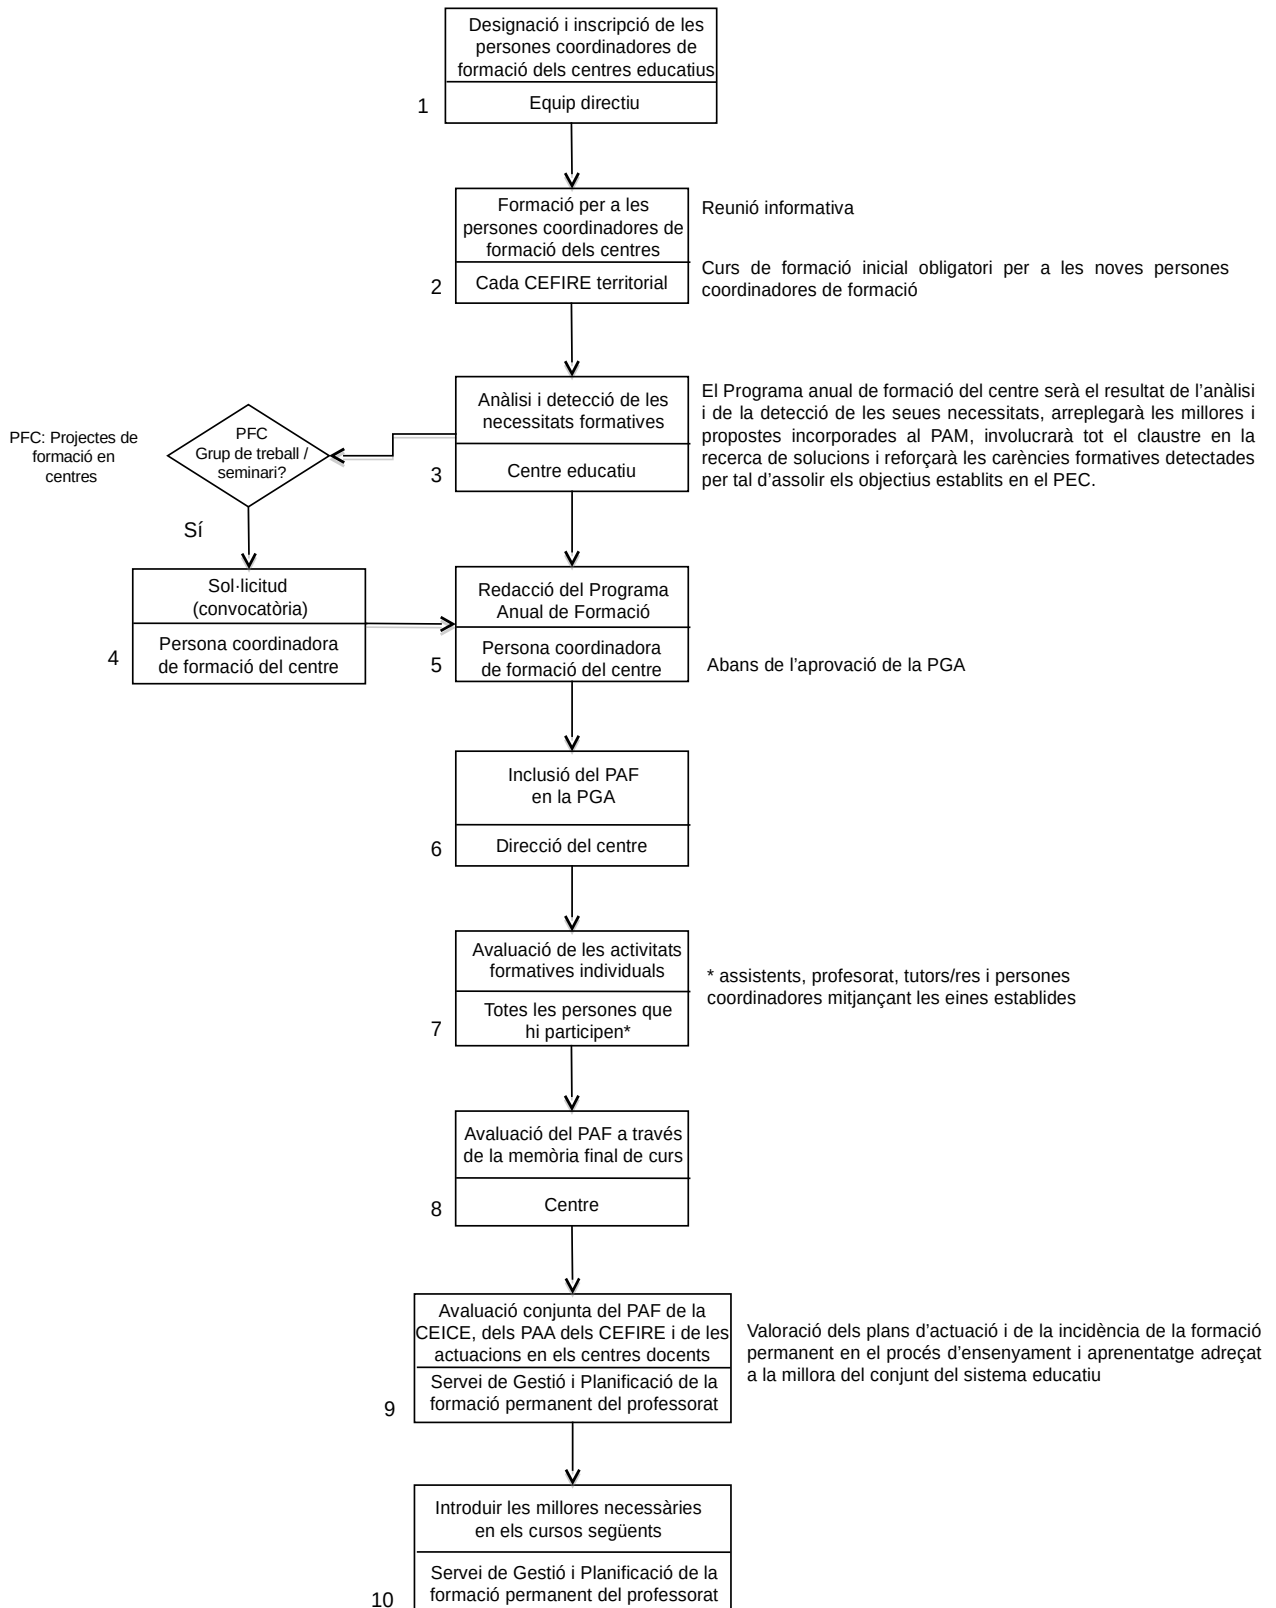 Designació i inscripció de les
persones coordinadores de
formació dels centres educatius
1
Equip directiu
Formació per a les
persones coordinadores de
formació dels centres
2
Cada CEFIRE territorial
Reunió informativa
Curs de formació inicial obligatori per a les noves persones
coordinadores de formació
Anàlisi i detecció de les
necessitats formatives
3
Centre educatiu
El Programa anual de formació del centre serà el resultat de l’anàlisi
i de la detecció de les seues necessitats, arreplegarà les millores i
propostes incorporades al PAM, involucrarà tot el claustre en la
recerca de solucions i reforçarà les carències formatives detectades
per tal d’assolir els objectius establits en el PEC.
PFC: Projectes de
formació en
centres
PFC
Grup de treball /
seminari?
Sí
Sol·licitud
(convocatòria)
4
Persona coordinadora
de formació del centre
Redacció del Programa
Anual de Formació
5
Persona coordinadora
de formació del centre
Abans de l’aprovació de la PGA
Inclusió del PAF
en la PGA
6
Direcció del centre
Avaluació de les activitats
formatives individuals
7
Totes les persones que
hi participen*
* assistents, profesorat, tutors/res i persones
coordinadores mitjançant les eines establides
Avaluació del PAF a través
de la memòria final de curs
8
Centre
Avaluació conjunta del PAF de la
CEICE, dels PAA dels CEFIRE i de les
actuacions en els centres docents
9
Servei de Gestió i Planificació de la
formació permanent del professorat
Valoració dels plans d’actuació i de la incidència de la formació
permanent en el procés d’ensenyament i aprenentatge adreçat
a la millora del conjunt del sistema educatiu
Introduir les millores necessàries
en els cursos següents
10
Servei de Gestió i Planificació de la
formació permanent del professorat